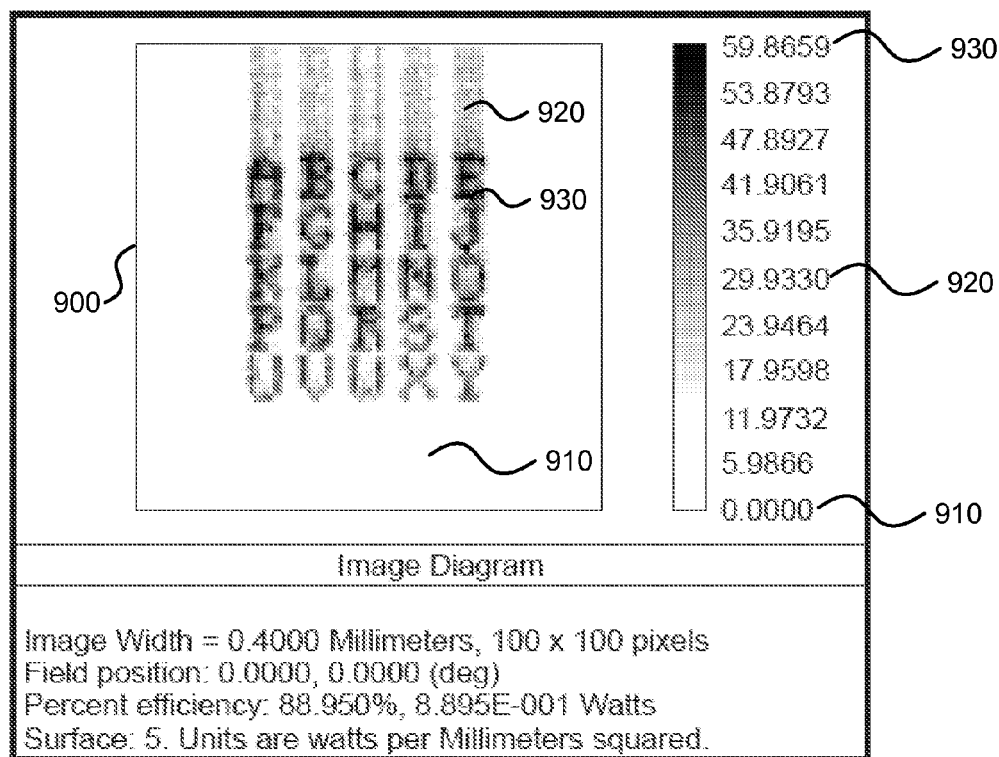 59.8659
930
53.8793
920
47.8927
A B C D E
41.9061
930
F G H I J
35.9195
900
K L M N O
29.9330
920
P Q R S T
23.9464
U V W X Y
17.9598
11.9732
910
5.9866
0.0000
910
Image Diagram
Image Width = 0.4000 Millimeters, 100 x 100 pixels
Field position: 0.0000, 0.0000 (deg)
Percent efficiency: 88.950%, 8.895E-001 Watts
Surface: 5. Units are watts per Millimeters squared.